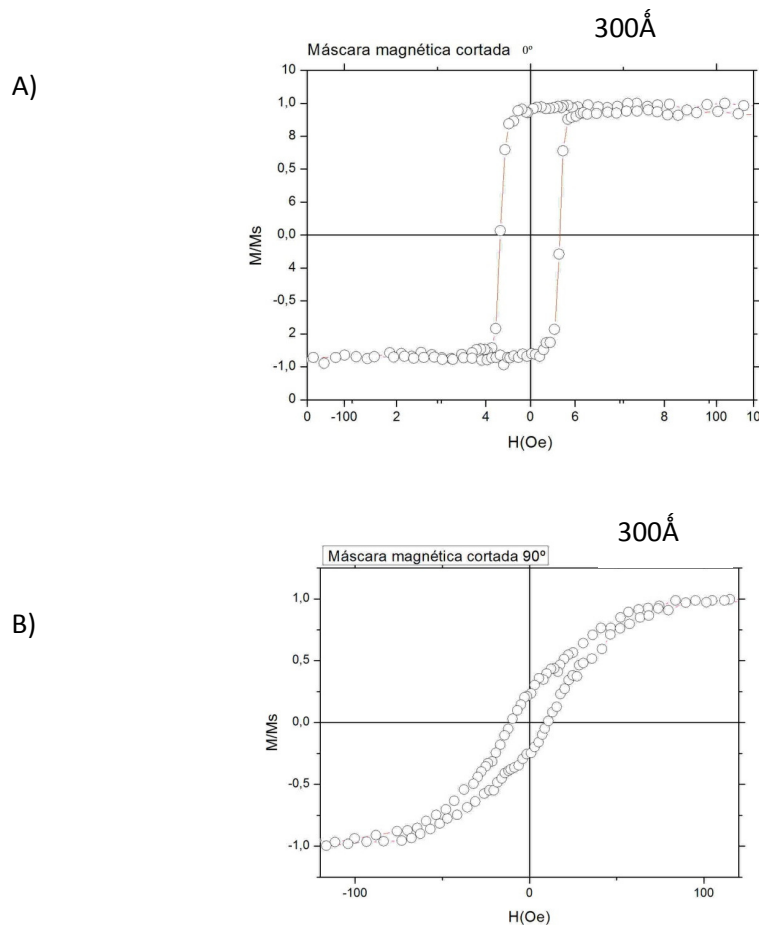 300Å
Máscara magnética cortada 0º
A)
10
1,0
8
0,5
6
0,0
4
-0,5
2
-1,0
0
M/Ms
0 -100 2 4 0 6 8 100 10
H(Oe)
300Å
Máscara magnética cortada 90º
B)
1,0
0,5
0,0
-0,5
-1,0
M/Ms
-100 0 100
H(Oe)